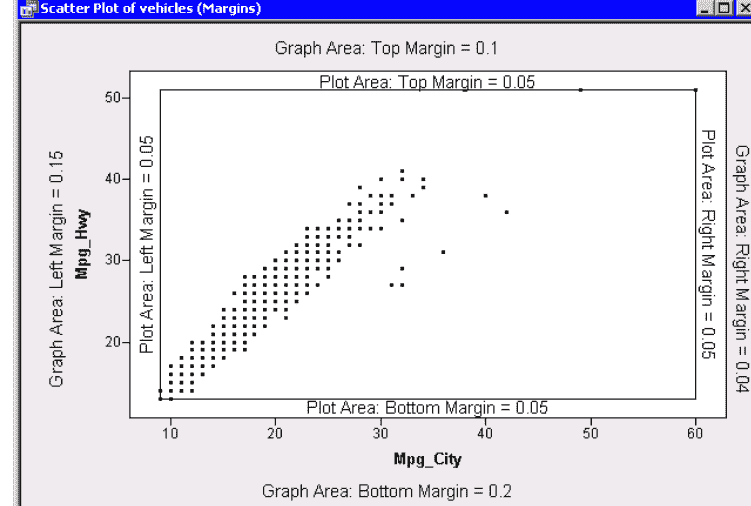 Scatter Plot of vehicles (Margins)
Graph Area: Top Margin = 0.1
Plot Area: Top Margin = 0.05
50
40
30
20
Graph Area: Left Margin = 0.15
Mpg_Hwy
Plot Area: Left Margin = 0.05
Plot Area: Right Margin = 0.05
Graph Area: Right Margin = 0.04
Plot Area: Bottom Margin = 0.05
10 20 30 40 50 60
Mpg_City
Graph Area: Bottom Margin = 0.2